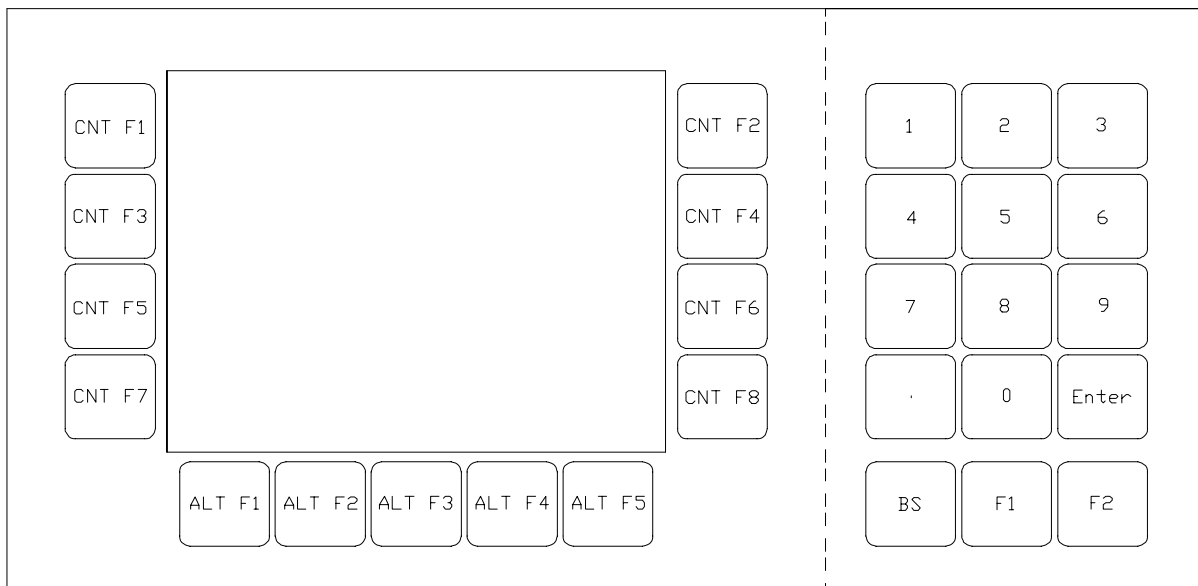 CNT F1
CNT F2
1
2
3
CNT F3
CNT F4
4
5
6
CNT F5
CNT F6
7
8
9
CNT F7
CNT F8
.
0
Enter
ALT F1
ALT F2
ALT F3
ALT F4
ALT F5
BS
F1
F2